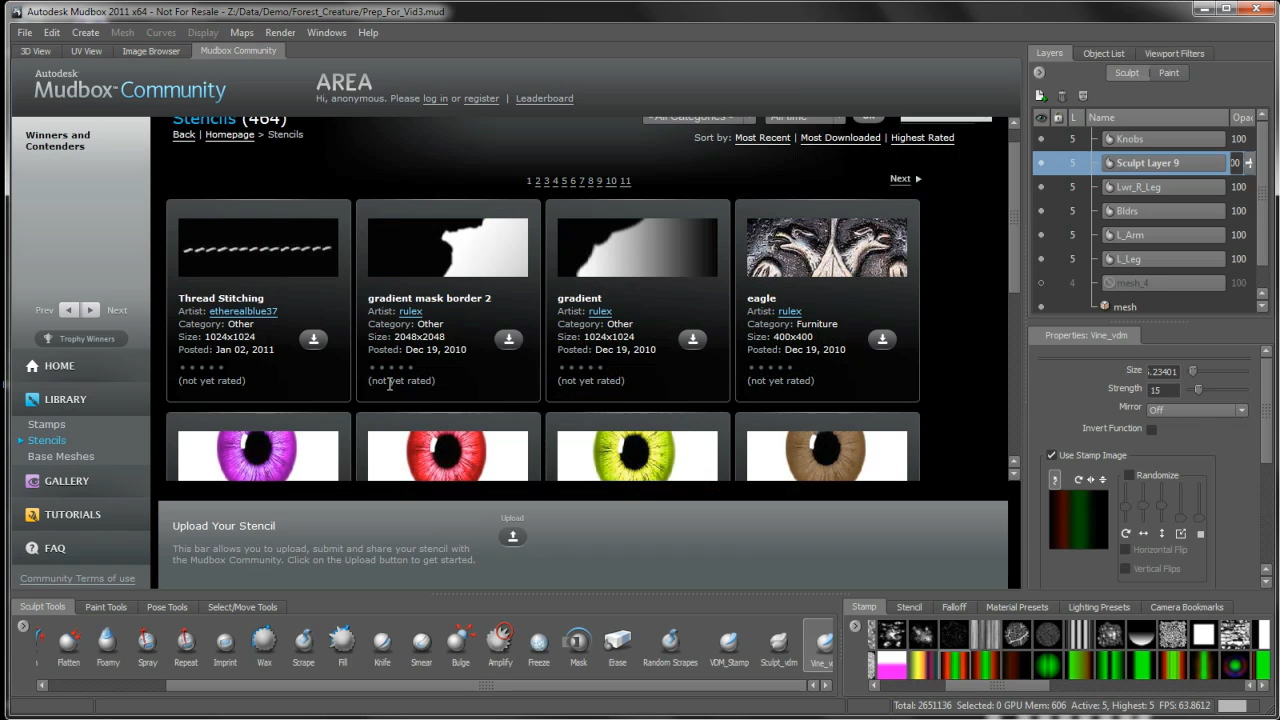 Autodesk Mudbox 2011 x64 - Not For Resale - Z:/Data/Demo/Forest_Creature/Prep_For_Vid3.mud
File Edit Create Mesh Curves Display Maps Render Windows Help
3D View UV View Image Browser Mudbox Community
Layers Object List Viewport Filters
Sculpt Paint
Autodesk
Mudbox Community
AREA
Hi, anonymous. Please log in or register | Leaderboard
L Name Opac
5 Knobs 100
5 Sculpt Layer 9 00
5 Lwr_R_Leg 100
5 Bldrs 100
5 L_Arm 100
5 L_Leg 100
4 mesh_4 100
mesh
Winners and
Contenders
Prev Next
Trophy Winners
HOME
LIBRARY
Stamps
Stencils
Base Meshes
GALLERY
TUTORIALS
FAQ
Community Terms of use
Stencils (464)
Back | Homepage > Stencils
Sort by: Most Recent | Most Downloaded | Highest Rated
1 2 3 4 5 6 7 8 9 10 11
Next
Thread Stitching
Artist: etherealblue37
Category: Other
Size: 1024x1024
Posted: Jan 02, 2011
(not yet rated)
gradient mask border 2
Artist: rulex
Category: Other
Size: 2048x2048
Posted: Dec 19, 2010
(not yet rated)
gradient
Artist: rulex
Category: Other
Size: 1024x1024
Posted: Dec 19, 2010
(not yet rated)
eagle
Artist: rulex
Category: Furniture
Size: 400x400
Posted: Dec 19, 2010
(not yet rated)
Upload Your Stencil
This bar allows you to upload, submit and share your stencil with
the Mudbox Community. Click on the Upload button to get started.
Upload
Properties: Vine_vdm
Size .23401
Strength 15
Mirror Off
Invert Function
Use Stamp Image
Randomize
Horizontal Flip
Vertical Flips
Sculpt Tools Paint Tools Pose Tools Select/Move Tools
Flatten Foamy Spray Repeat Imprint Wax Scrape Fill Knife Smear Bulge Amplify Freeze Mask Erase Random Scrapes VDM_Stamp Sculpt_vdm Vine_v
Stamp Stencil Falloff Material Presets Lighting Presets Camera Bookmarks
Total: 2651136 Selected: 0 GPU Mem: 606 Active: 5, Highest: 5 FPS: 63.8612